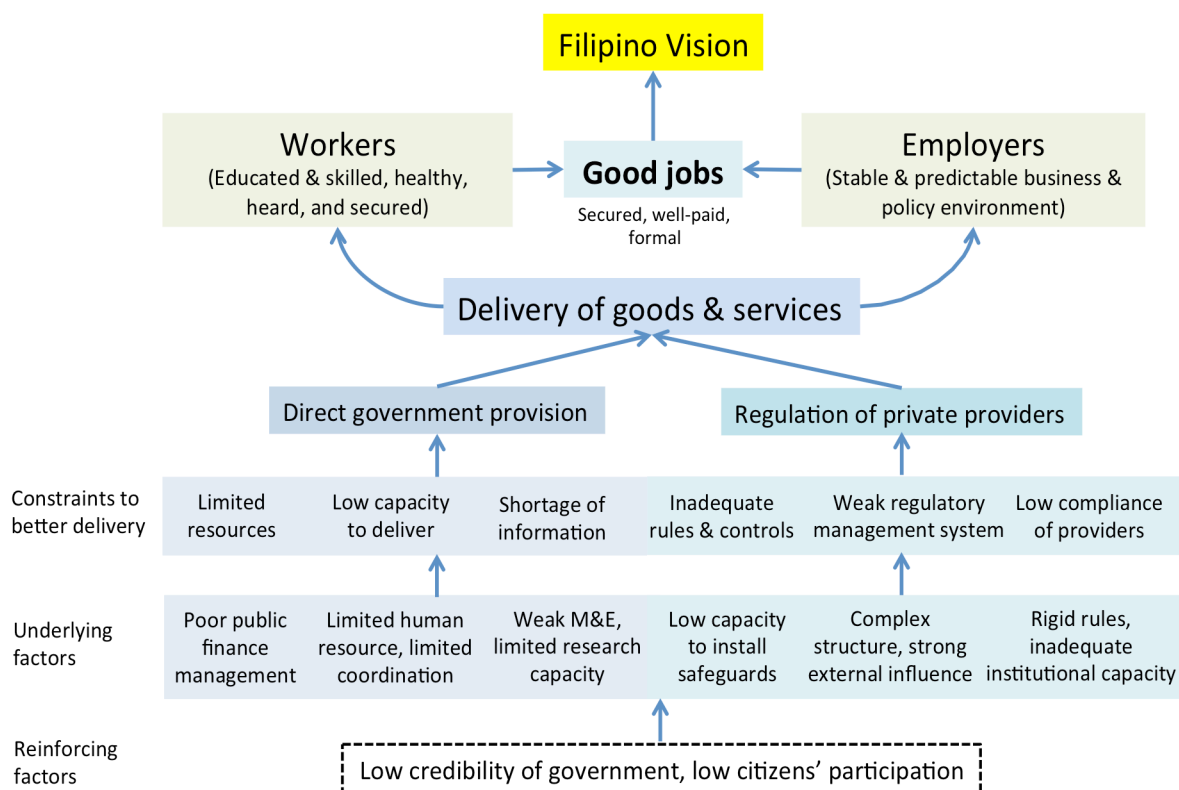 Filipino Vision
Workers
(Educated & skilled, healthy,
heard, and secured)
Good jobs
Secured, well-paid,
formal
Employers
(Stable & predictable business &
policy environment)
Delivery of goods & services
Direct government provision
Regulation of private providers
Constraints to
better delivery
Limited
resources
Low capacity
to deliver
Shortage of
information
Inadequate
rules & controls
Weak regulatory
management system
Low compliance
of providers
Underlying
factors
Poor public
finance
management
Limited human
resource, limited
coordination
Weak M&E,
limited research
capacity
Low capacity
to install
safeguards
Complex
structure, strong
external influence
Rigid rules,
inadequate
institutional capacity
Reinforcing
factors
Low credibility of government, low citizens’ participation